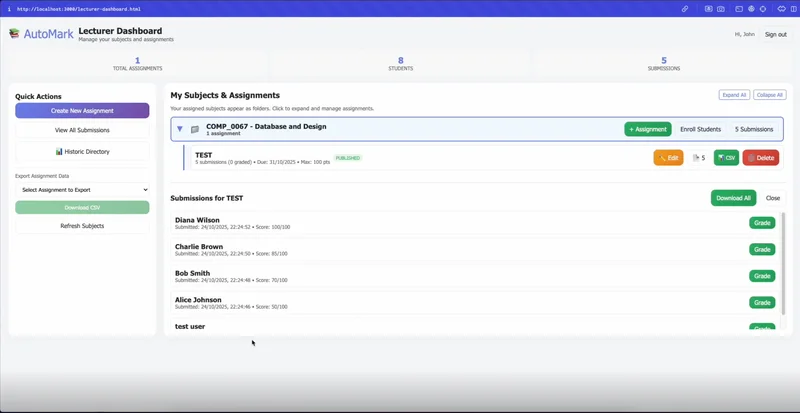 http://localhost:3000/lecturer-dashboard.html
AutoMark
Lecturer Dashboard
Manage your subjects and assignments
Hi, John
Sign out
1
TOTAL ASSIGNMENTS
8
STUDENTS
5
SUBMISSIONS
Quick Actions
Create New Assignment
View All Submissions
Historic Directory
Export Assignment Data
Select Assignment to Export
Download CSV
Refresh Subjects
My Subjects & Assignments
Expand All
Collapse All
Your assigned subjects appear as folders. Click to expand and manage assignments.
COMP_0067 - Database and Design
1 assignment
+ Assignment
Enroll Students
5 Submissions
TEST
5 submissions (0 graded) • Due: 31/10/2025 • Max: 100 pts
PUBLISHED
Edit
5
CSV
Delete
Submissions for TEST
Download All
Close
Diana Wilson
Submitted: 24/10/2025, 22:24:52 • Score: 100/100
Grade
Charlie Brown
Submitted: 24/10/2025, 22:24:50 • Score: 85/100
Grade
Bob Smith
Submitted: 24/10/2025, 22:24:48 • Score: 70/100
Grade
Alice Johnson
Submitted: 24/10/2025, 22:24:46 • Score: 50/100
Grade
test user
Grade